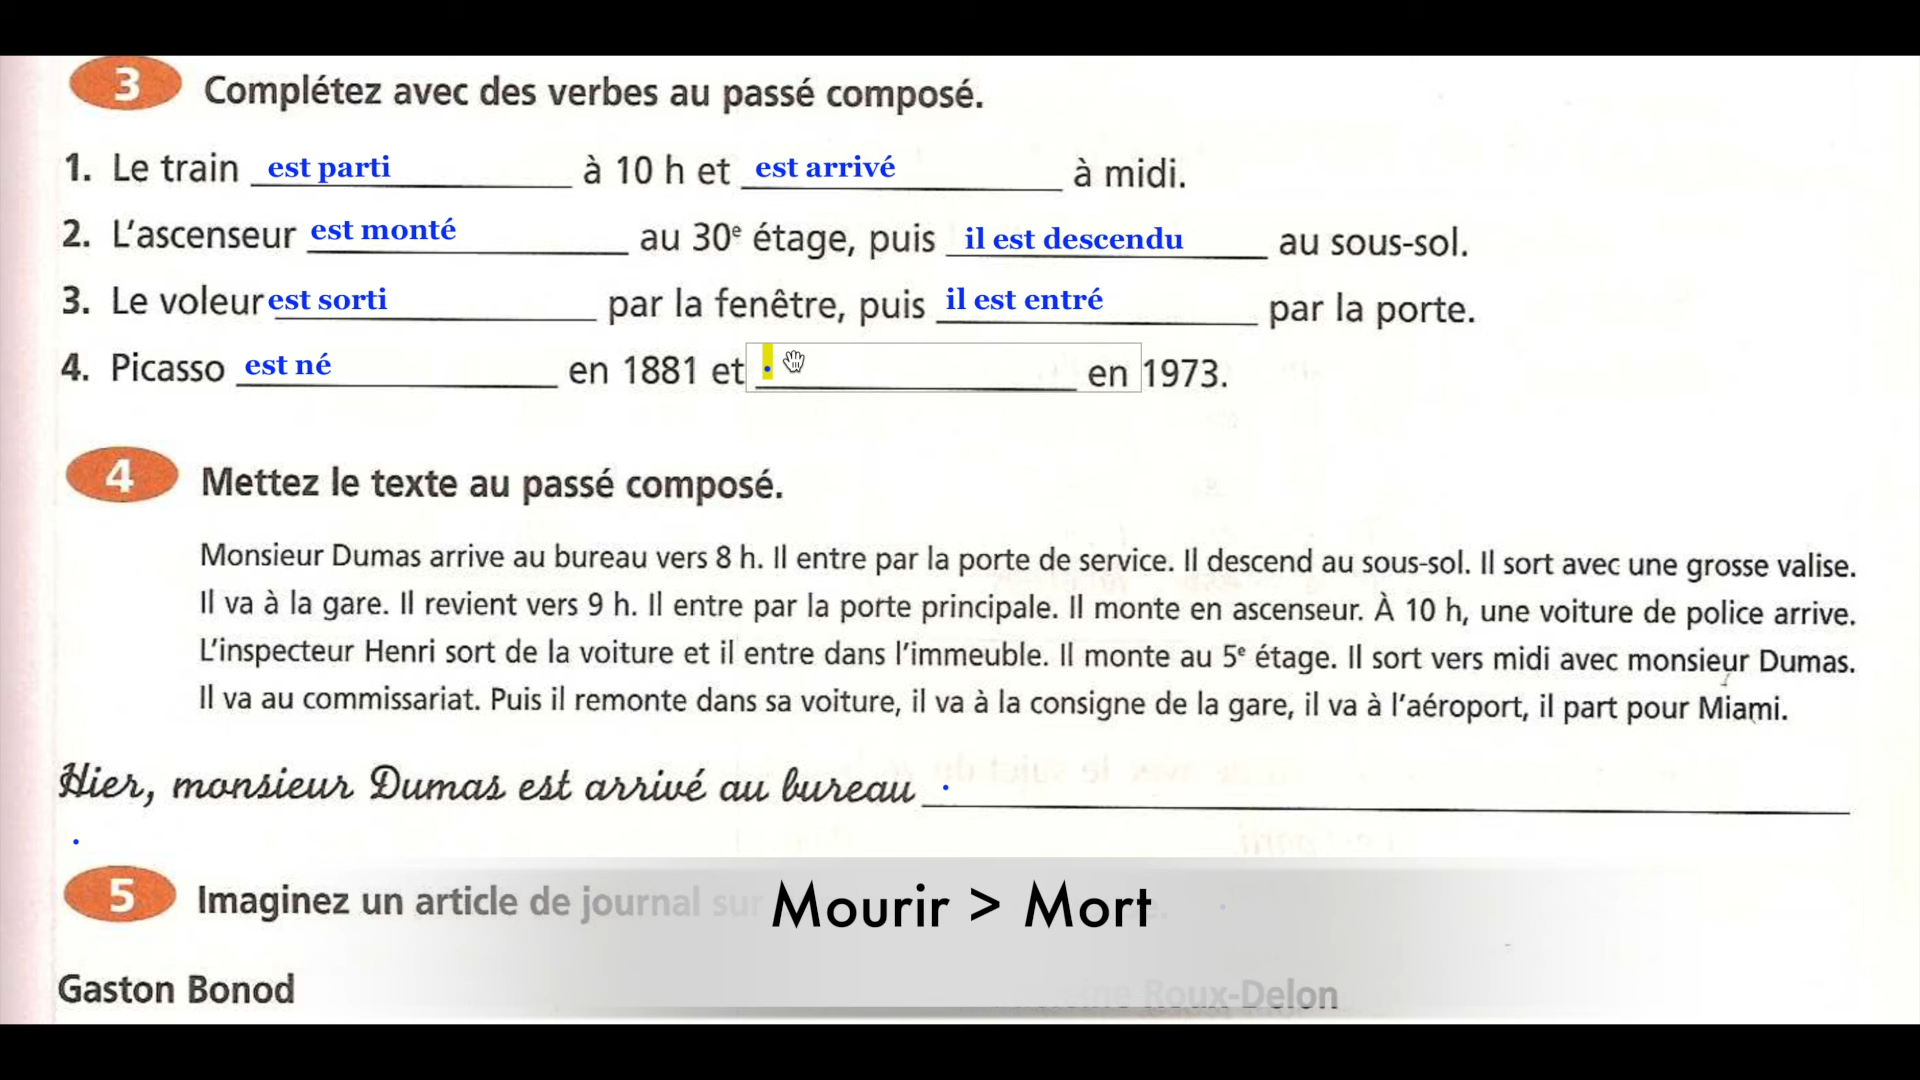 3 Complétez avec des verbes au passé composé.
1. Le train est parti à 10 h et est arrivé à midi.
2. L'ascenseur est monté au 30e étage, puis il est descendu au sous-sol.
3. Le voleur est sorti par la fenêtre, puis il est entré par la porte.
4. Picasso est né en 1881 et en 1973.
4 Mettez le texte au passé composé.
Monsieur Dumas arrive au bureau vers 8 h. Il entre par la porte de service. Il descend au sous-sol. Il sort avec une grosse valise.
Il va à la gare. Il revient vers 9 h. Il entre par la porte principale. Il monte en ascenseur. À 10 h, une voiture de police arrive.
L'inspecteur Henri sort de la voiture et il entre dans l'immeuble. Il monte au 5e étage. Il sort vers midi avec monsieur Dumas.
Il va au commissariat. Puis il remonte dans sa voiture, il va à la consigne de la gare, il va à l'aéroport, il part pour Miami.
Hier, monsieur Dumas est arrivé au bureau
5 Imaginez un article de journal sur
Mourir > Mort
Gaston Bonod Roux-Delon